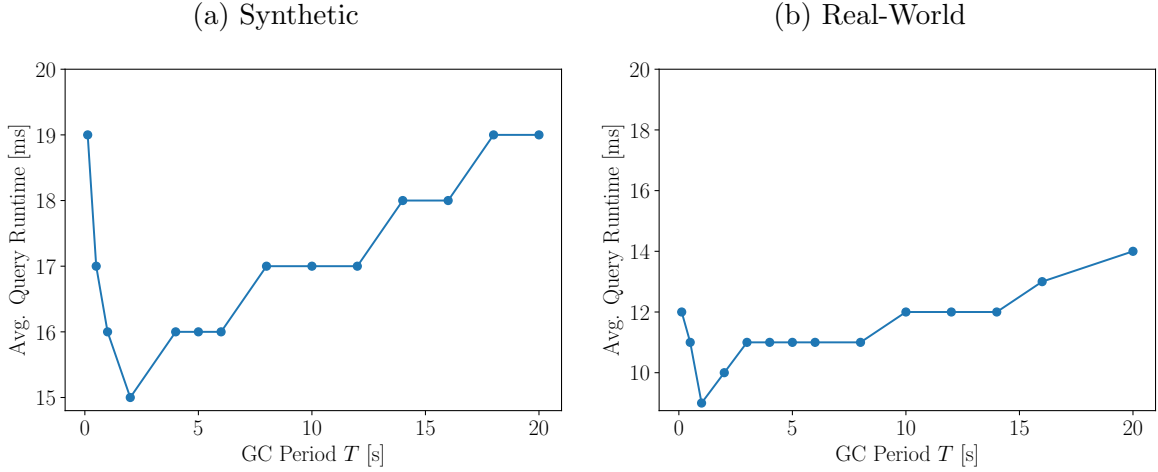 (a) Synthetic
20
19
18
17
16
15
Avg. Query Runtime [ms]
0 5 10 15 20
GC Period T [s]
(b) Real-World
20
18
16
14
12
10
Avg. Query Runtime [ms]
0 5 10 15 20
GC Period T [s]